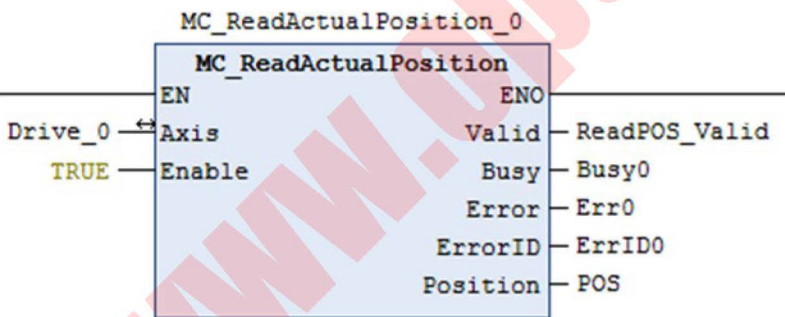 MC_ReadActualPosition_0
MC_ReadActualPosition
EN ENO
Drive_0 Axis Valid ReadPOS_Valid
TRUE Enable Busy Busy0
Error Err0
ErrorID ErrID0
Position POS